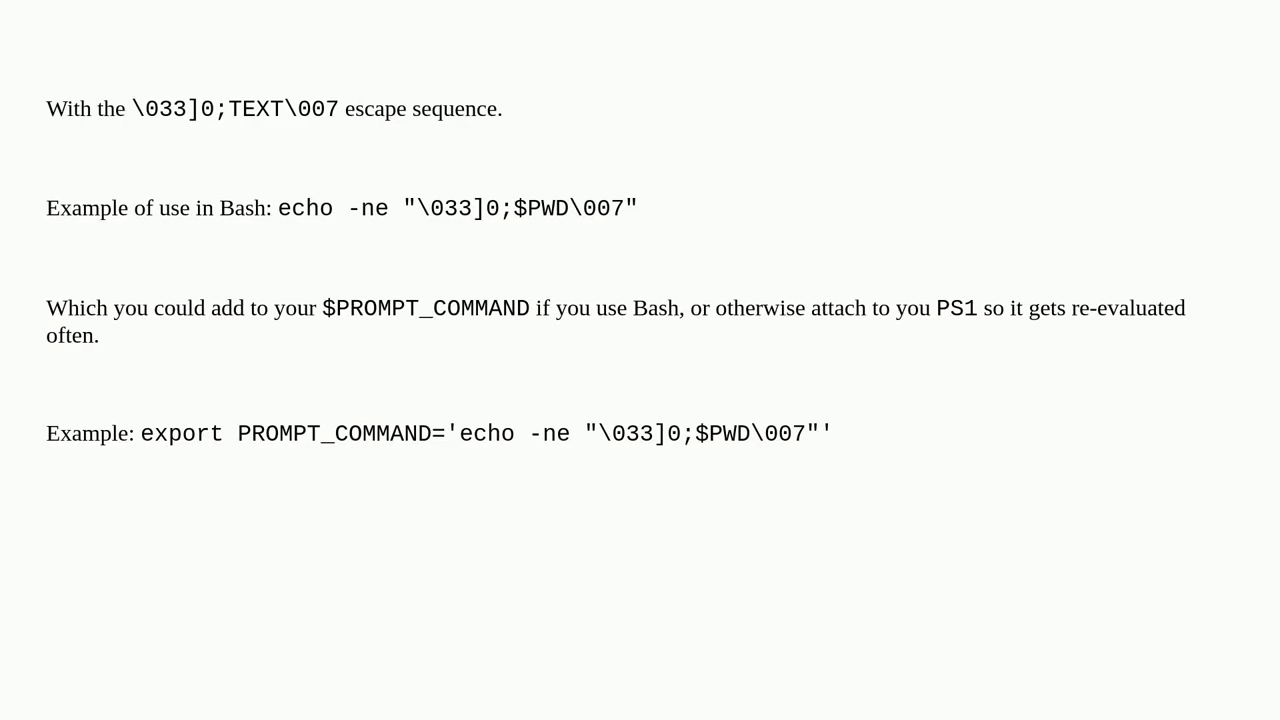 With the \033]0;TEXT\007 escape sequence.
Example of use in Bash: echo -ne "\033]0;$PWD\007"
Which you could add to your $PROMPT_COMMAND if you use Bash, or otherwise attach to you PS1 so it gets re-evaluated
often.
Example: export PROMPT_COMMAND='echo -ne "\033]0;$PWD\007"'